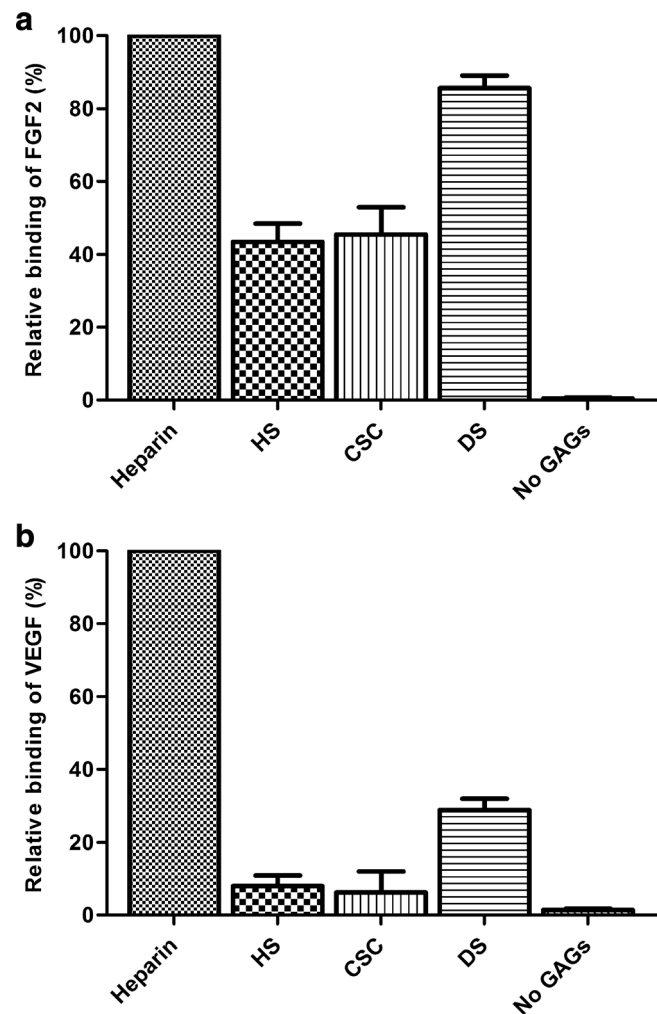 a
Relative binding of FGF2 (%)
100
80
60
40
20
0
Heparin
HS
CSC
DS
No GAGs
b
Relative binding of VEGF (%)
100
80
60
40
20
0
Heparin
HS
CSC
DS
No GAGs